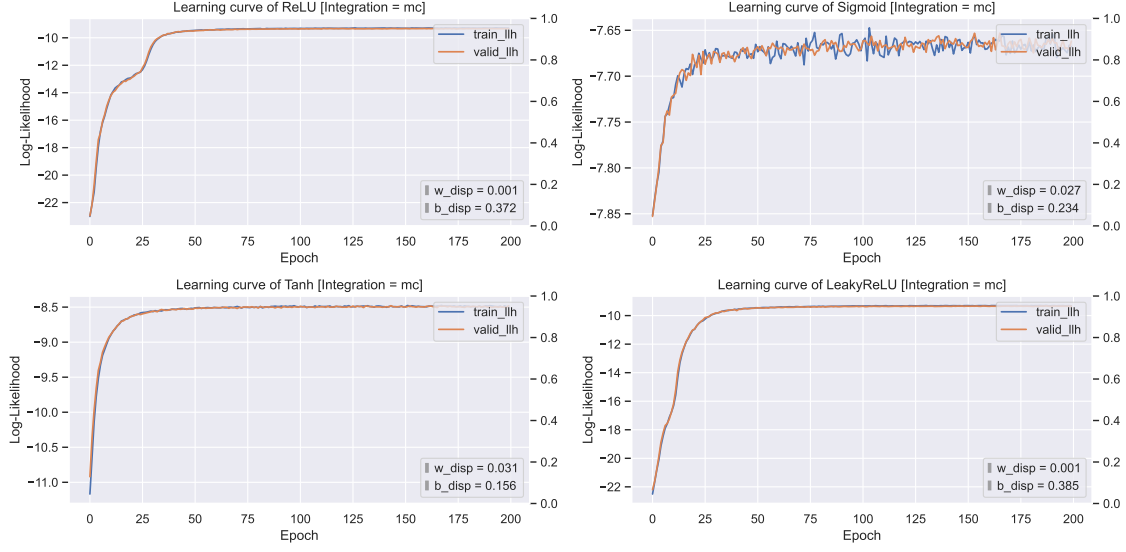 Learning curve of ReLU [Integration = mc]
Log-Likelihood
−10
−12
−14
−16
−18
−20
−22
1.0
0.8
0.6
0.4
0.2
0.0
train_llh
valid_llh
w_disp = 0.001
b_disp = 0.372
0 25 50 75 100 125 150 175 200
Epoch
Learning curve of Sigmoid [Integration = mc]
Log-Likelihood
−7.65
−7.70
−7.75
−7.80
−7.85
1.0
0.8
0.6
0.4
0.2
0.0
train_llh
valid_llh
w_disp = 0.027
b_disp = 0.234
0 25 50 75 100 125 150 175 200
Epoch
Learning curve of Tanh [Integration = mc]
Log-Likelihood
−8.5
−9.0
−9.5
−10.0
−10.5
−11.0
1.0
0.8
0.6
0.4
0.2
0.0
train_llh
valid_llh
w_disp = 0.031
b_disp = 0.156
0 25 50 75 100 125 150 175 200
Epoch
Learning curve of LeakyReLU [Integration = mc]
Log-Likelihood
−10
−12
−14
−16
−18
−20
−22
1.0
0.8
0.6
0.4
0.2
0.0
train_llh
valid_llh
w_disp = 0.001
b_disp = 0.385
0 25 50 75 100 125 150 175 200
Epoch